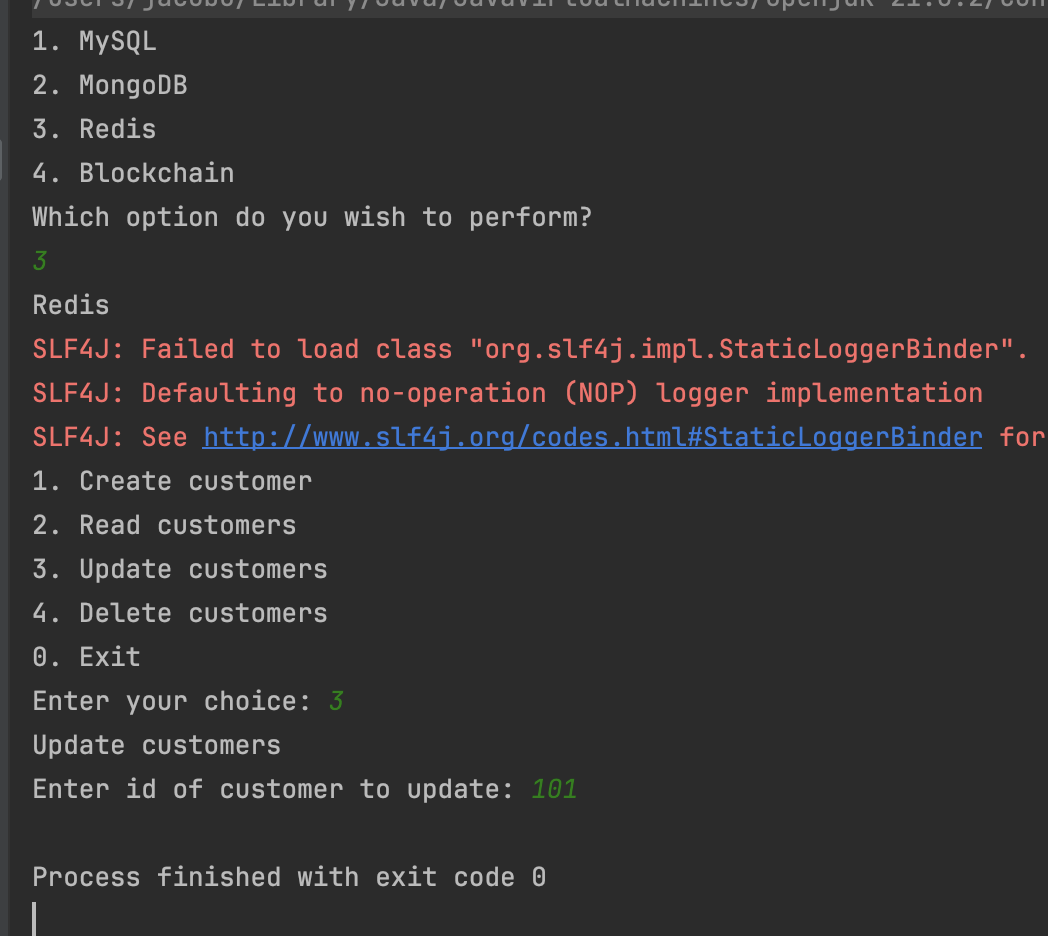 1. MySQL
2. MongoDB
3. Redis
4. Blockchain
Which option do you wish to perform?
3
Redis
SLF4J: Failed to load class "org.slf4j.impl.StaticLoggerBinder".
SLF4J: Defaulting to no-operation (NOP) logger implementation
SLF4J: See http://www.slf4j.org/codes.html#StaticLoggerBinder for
1. Create customer
2. Read customers
3. Update customers
4. Delete customers
0. Exit
Enter your choice: 3
Update customers
Enter id of customer to update: 101
Process finished with exit code 0